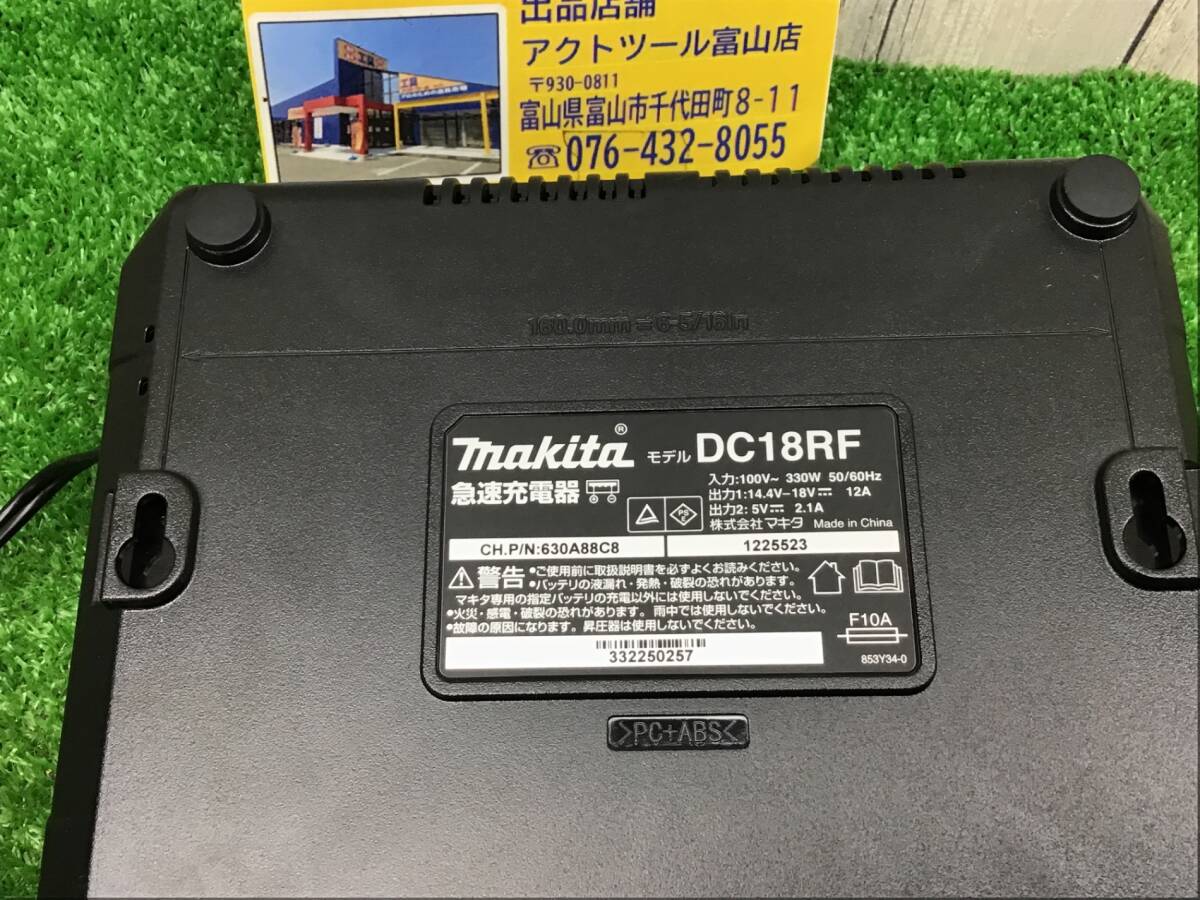 出品店舗
アクトツール富山店
〒930-0811
富山県富山市千代田町8-11
☎076-432-8055
160.0mm=6-5/16in
makita® モデル DC18RF
急速充電器
入力:100V~ 330W 50/60Hz
出力1:14.4V-18V⎓ 12A
出力2: 5V⎓ 2.1A
株式会社マキタ Made in China
PS
E
CH.P/N:630A88C8
1225523
⚠警告
•ご使用前に取扱説明書を必ずよくお読みください。
•バッテリの液漏れ・発熱・破裂の恐れがあります。
マキタ専用の指定バッテリの充電以外には使用しないでください。
•火災・感電・破裂の恐れがあります。雨中では使用しないでください。
•故障の原因になります。昇圧器は使用しないでください。
F10A
332250257
853Y34-0
>PC+ABS<